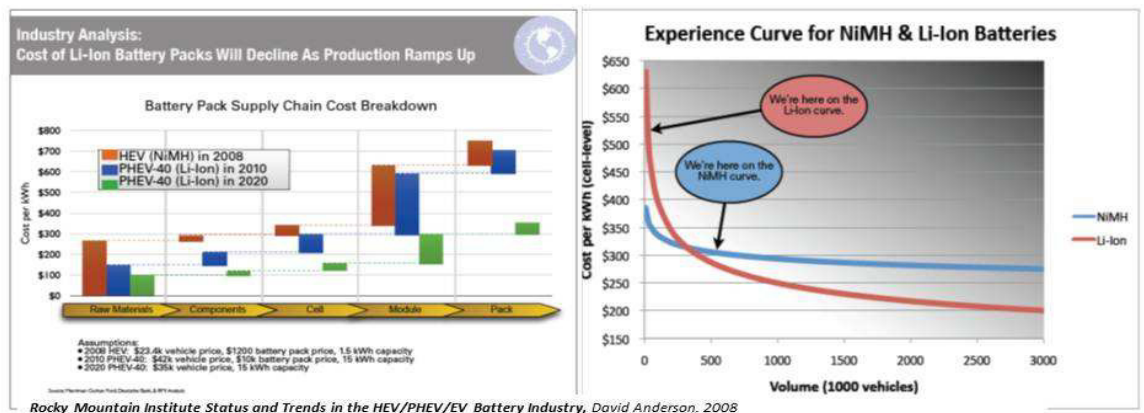 Industry Analysis:
Cost of Li-Ion Battery Packs Will Decline As Production Ramps Up
Battery Pack Supply Chain Cost Breakdown
$800
$700
$600
$500
$400
$300
$200
$100
$0
Cost per kWh
HEV (NiMH) in 2008
PHEV-40 (Li-Ion) in 2010
PHEV-40 (Li-Ion) in 2020
Raw Materials
Components
Cell
Module
Pack
Assumptions:
• 2008 HEV: $23.4k vehicle price, $1200 battery pack price, 1.5 kWh capacity
• 2010 PHEV-40: $42k vehicle price, $10k battery pack price, 15 kWh capacity
• 2020 PHEV-40: $35k vehicle price, 15 kWh capacity
Experience Curve for NiMH & Li-Ion Batteries
$650
$600
$550
$500
$450
$400
$350
$300
$250
$200
$150
Cost per kWh (cell-level)
We're here on the
Li-Ion curve.
We're here on the
NiMH curve.
NiMH
Li-Ion
0
500
1000
1500
2000
2500
3000
Volume (1000 vehicles)
Rocky Mountain Institute Status and Trends in the HEV/PHEV/EV Battery Industry, David Anderson, 2008